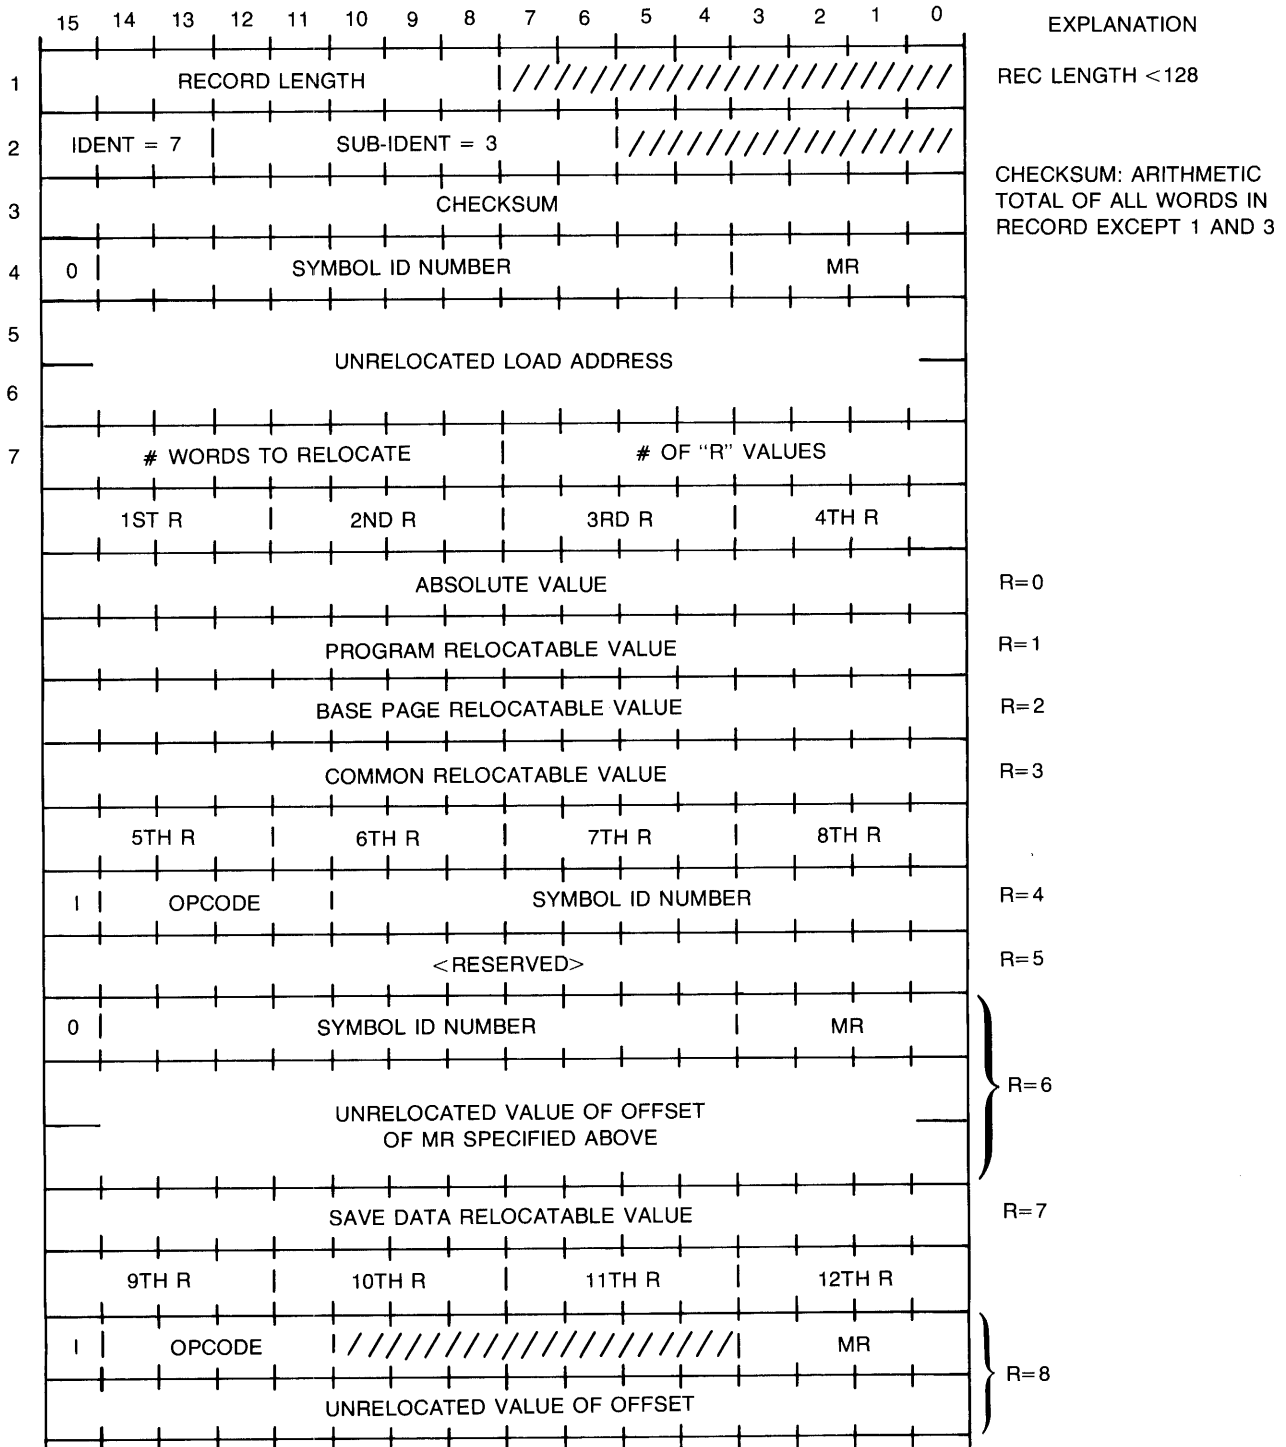 15 14 13 12 11 10 9 8 7 6 5 4 3 2 1 0 EXPLANATION
1 RECORD LENGTH REC LENGTH <128
2 IDENT = 7 SUB-IDENT = 3
CHECKSUM: ARITHMETIC
TOTAL OF ALL WORDS IN
RECORD EXCEPT 1 AND 3
3 CHECKSUM
4 0 SYMBOL ID NUMBER MR
5
UNRELOCATED LOAD ADDRESS
6
7 # WORDS TO RELOCATE # OF "R" VALUES
1ST R 2ND R 3RD R 4TH R
ABSOLUTE VALUE R=0
PROGRAM RELOCATABLE VALUE R=1
BASE PAGE RELOCATABLE VALUE R=2
COMMON RELOCATABLE VALUE R=3
5TH R 6TH R 7TH R 8TH R
I OPCODE SYMBOL ID NUMBER R=4
<RESERVED> R=5
0 SYMBOL ID NUMBER MR
R=6
UNRELOCATED VALUE OF OFFSET
OF MR SPECIFIED ABOVE
SAVE DATA RELOCATABLE VALUE R=7
9TH R 10TH R 11TH R 12TH R
I OPCODE MR
R=8
UNRELOCATED VALUE OF OFFSET